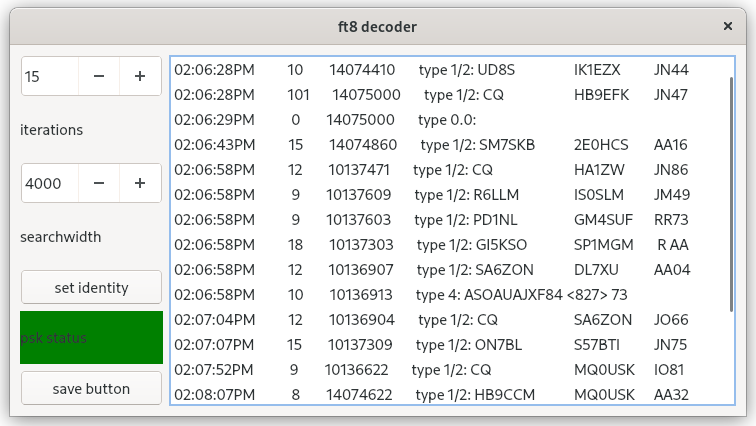 ft8 decoder
15
iterations
4000
searchwidth
set identity
psk status
save button
02:06:28PM 10 14074410 type 1/2: UD8S IK1EZX JN44
02:06:28PM 101 14075000 type 1/2: CQ HB9EFK JN47
02:06:29PM 0 14075000 type 0.0:
02:06:43PM 15 14074860 type 1/2: SM7SKB 2E0HCS AA16
02:06:58PM 12 10137471 type 1/2: CQ HA1ZW JN86
02:06:58PM 9 10137609 type 1/2: R6LLM IS0SLM JM49
02:06:58PM 9 10137603 type 1/2: PD1NL GM4SUF RR73
02:06:58PM 18 10137303 type 1/2: GI5KSO SP1MGM R AA
02:06:58PM 12 10136907 type 1/2: SA6ZON DL7XU AA04
02:06:58PM 10 10136913 type 4: ASOAUAJXF84 <827> 73
02:07:04PM 12 10136904 type 1/2: CQ SA6ZON JO66
02:07:07PM 15 10137309 type 1/2: ON7BL S57BTI JN75
02:07:52PM 9 10136622 type 1/2: CQ MQ0USK IO81
02:08:07PM 8 14074622 type 1/2: HB9CCM MQ0USK AA32